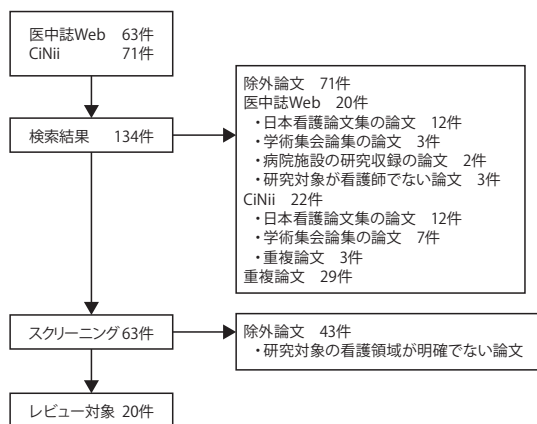 医中誌Web 63件
CiNii 71件
検索結果 134件
除外論文 71件
医中誌Web 20件
・日本看護論文集の論文 12件
・学術集会論集の論文 3件
・病院施設の研究収録の論文 2件
・研究対象が看護師でない論文 3件
CiNii 22件
・日本看護論文集の論文 12件
・学術集会論集の論文 7件
・重複論文 3件
重複論文 29件
スクリーニング63件
除外論文 43件
・研究対象の看護領域が明確でない論文
レビュー対象 20件